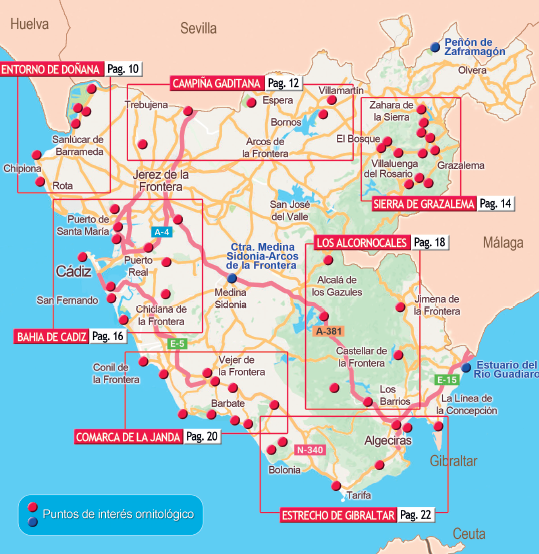 Huelva
Sevilla
Peñón de
Zaframagón
Olvera
ENTORNO DE DOÑANA Pag. 10
CAMPIÑA GADITANA Pag. 12
Trebujena
Espera
Villamartín
Bornos
Zahara de
la Sierra
Sanlúcar de
Barrameda
Arcos de
la Frontera
El Bosque
Villaluenga
del Rosario
Grazalema
Chipiona
Rota
Jerez de la
Frontera
SIERRA DE GRAZALEMA Pag. 14
San José
del Valle
Puerto de
Santa María
A-4
Ctra. Medina
Sidonia-Arcos
de la Frontera
LOS ALCORNOCALES Pag. 18
Málaga
Cádiz
Puerto
Real
Alcalá de
los Gazules
San Fernando
Medina
Sidonia
Jimena de
la Frontera
Chiclana de
la Frontera
BAHIA DE CADIZ Pag. 16
A-381
E-5
Castellar de
la Frontera
Conil de
la Frontera
Vejer de
la Frontera
Estuario del
Río Guadiaro
E-15
Barbate
Los
Barrios
La Línea de
la Concepción
COMARCA DE LA JANDA Pag. 20
Algeciras
N-340
Bolonia
Gibraltar
Tarifa
Puntos de interés ornitológico
ESTRECHO DE GIBRALTAR Pag. 22
Ceuta